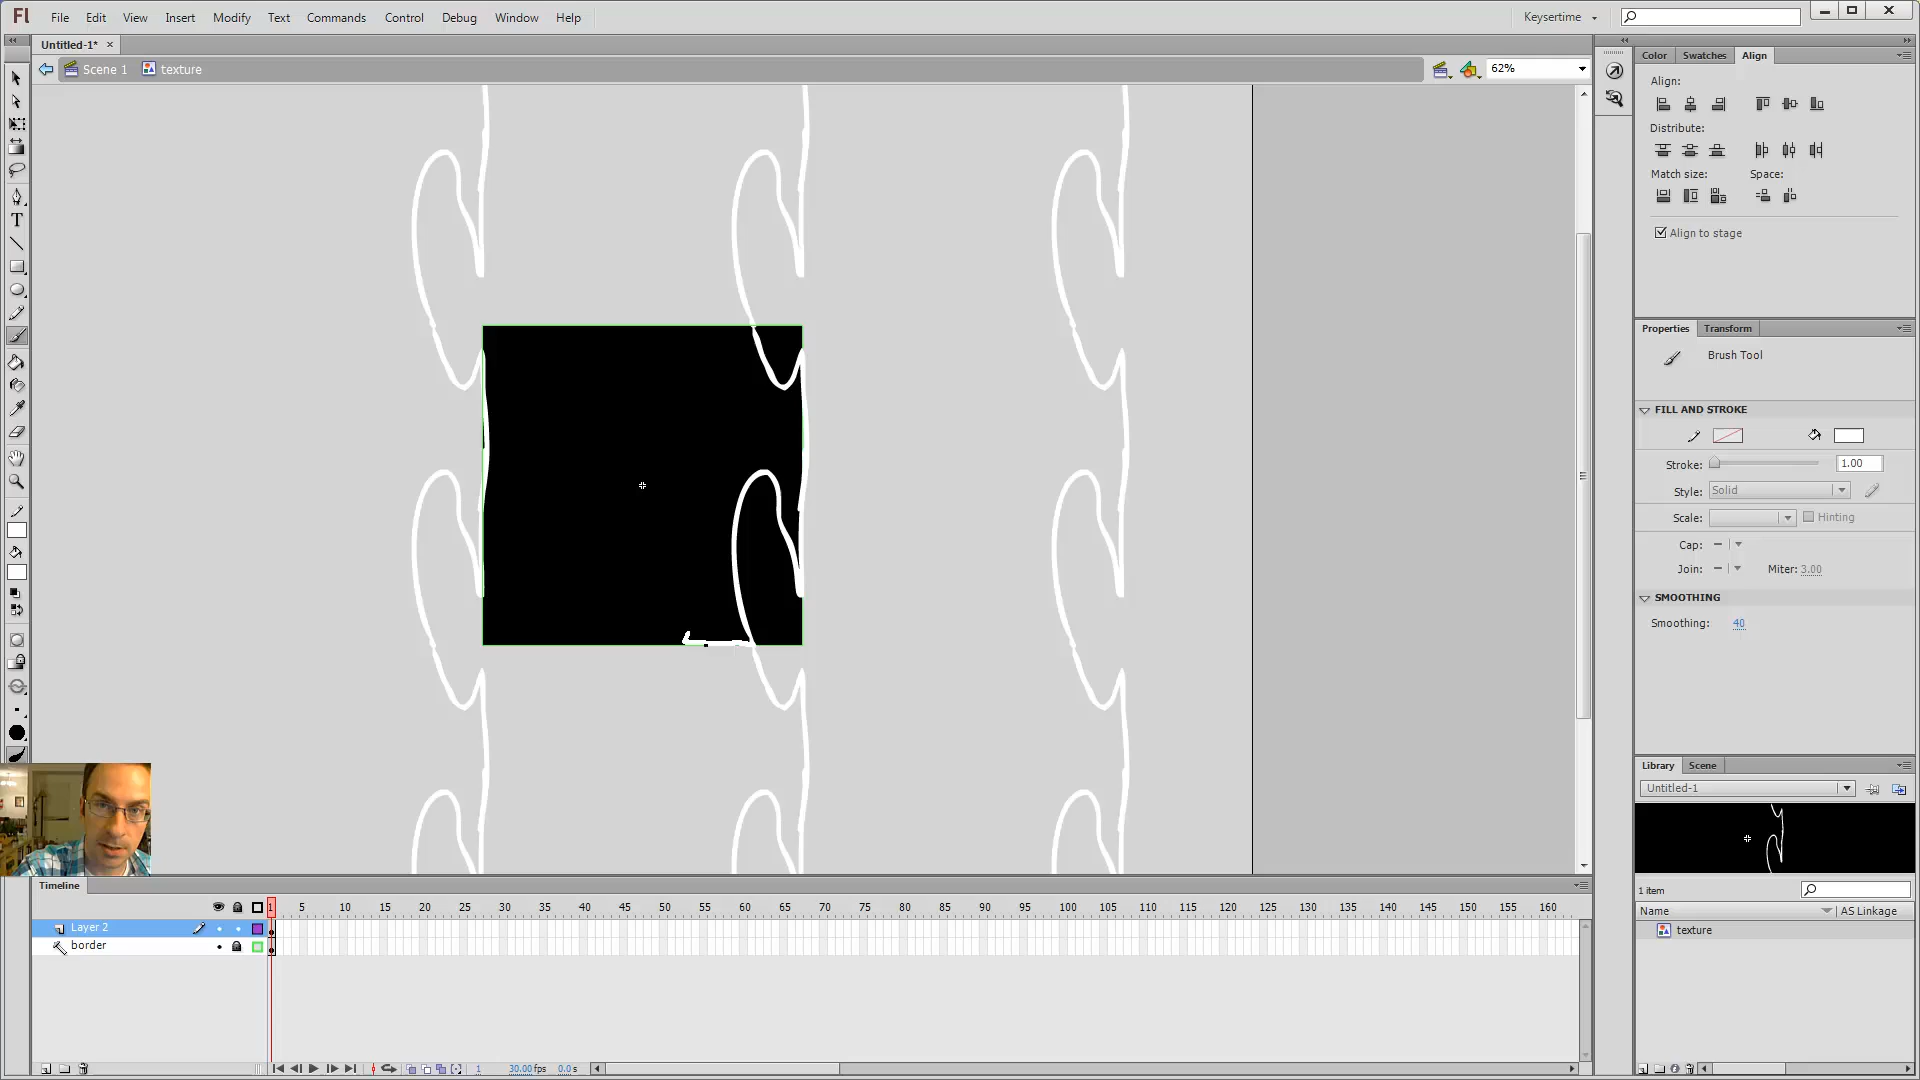 Fl File Edit View Insert Modify Text Commands Control Debug Window Help Keysertime
Untitled-1* ×
Scene 1 texture 62%
Color Swatches Align
Align:
Distribute:
Match size: Space:
Align to stage
Properties Transform
Brush Tool
FILL AND STROKE
Stroke: 1.00
Style: Solid
Scale: Hinting
Cap:
Join: Miter: 3.00
SMOOTHING
Smoothing: 40
Library Scene
Untitled-1
1 item
Name AS Linkage
texture
Timeline
1 5 10 15 20 25 30 35 40 45 50 55 60 65 70 75 80 85 90 95 100 105 110 115 120 125 130 135 140 145 150 155 160
Layer 2
border
1 30.00 fps 0.0 s